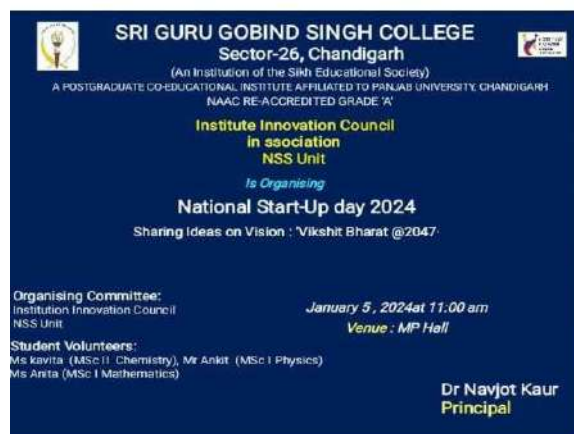 SRI GURU GOBIND SINGH COLLEGE
Sector-26, Chandigarh
(An Institution of the Sikh Educational Society)
A POSTGRADUATE CO-EDUCATIONAL INSTITUTE AFFILIATED TO PANJAB UNIVERSITY, CHANDIGARH
NAAC RE-ACCREDITED GRADE 'A'
Institute Innovation Council
in ssociation
NSS Unit
Is Organising
National Start-Up day 2024
Sharing Ideas on Vision : 'Vikshit Bharat @2047'
Organising Committee:
Institution Innovation Council
NSS Unit
January 5 , 2024at 11:00 am
Venue : MP Hall
Student Volunteers:
Ms kavita (MSc II Chemistry), Mr Ankit (MSc I Physics)
Ms Anita (MSc I Mathematics)
Dr Navjot Kaur
Principal